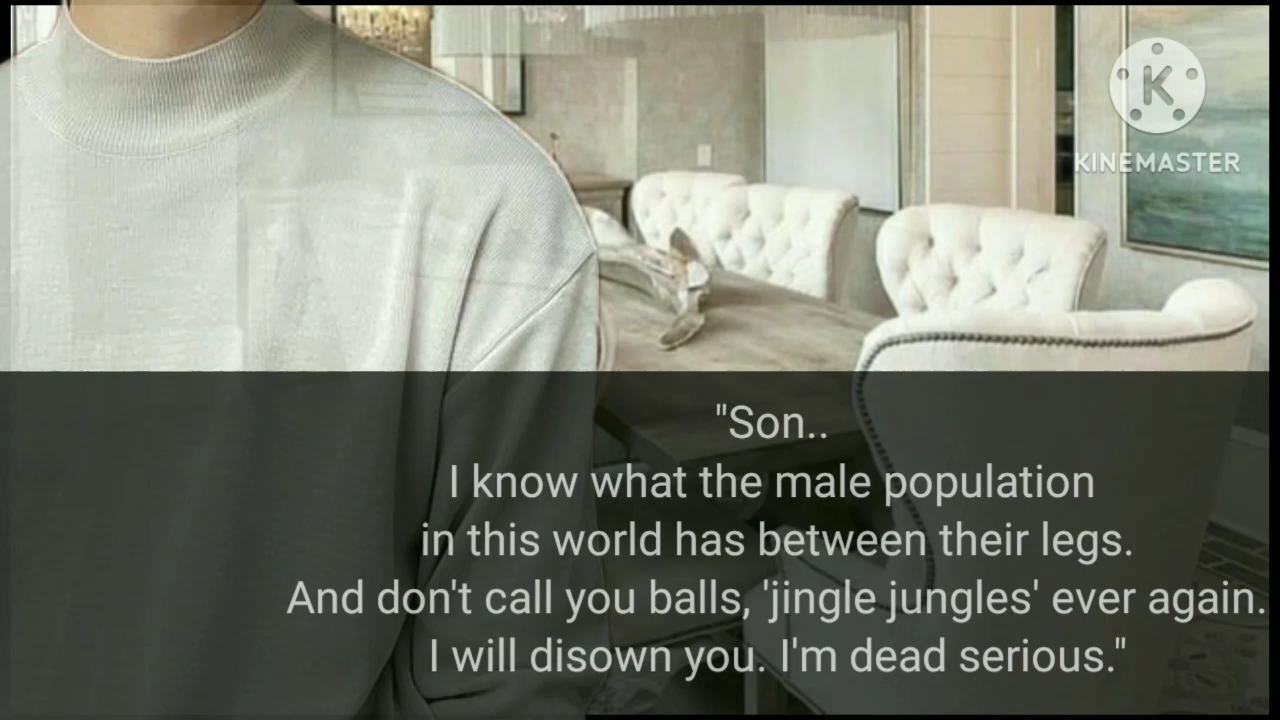 K
KINEMASTER
"Son..
I know what the male population
in this world has between their legs.
And don't call you balls, 'jingle jungles' ever again.
I will disown you. I'm dead serious."